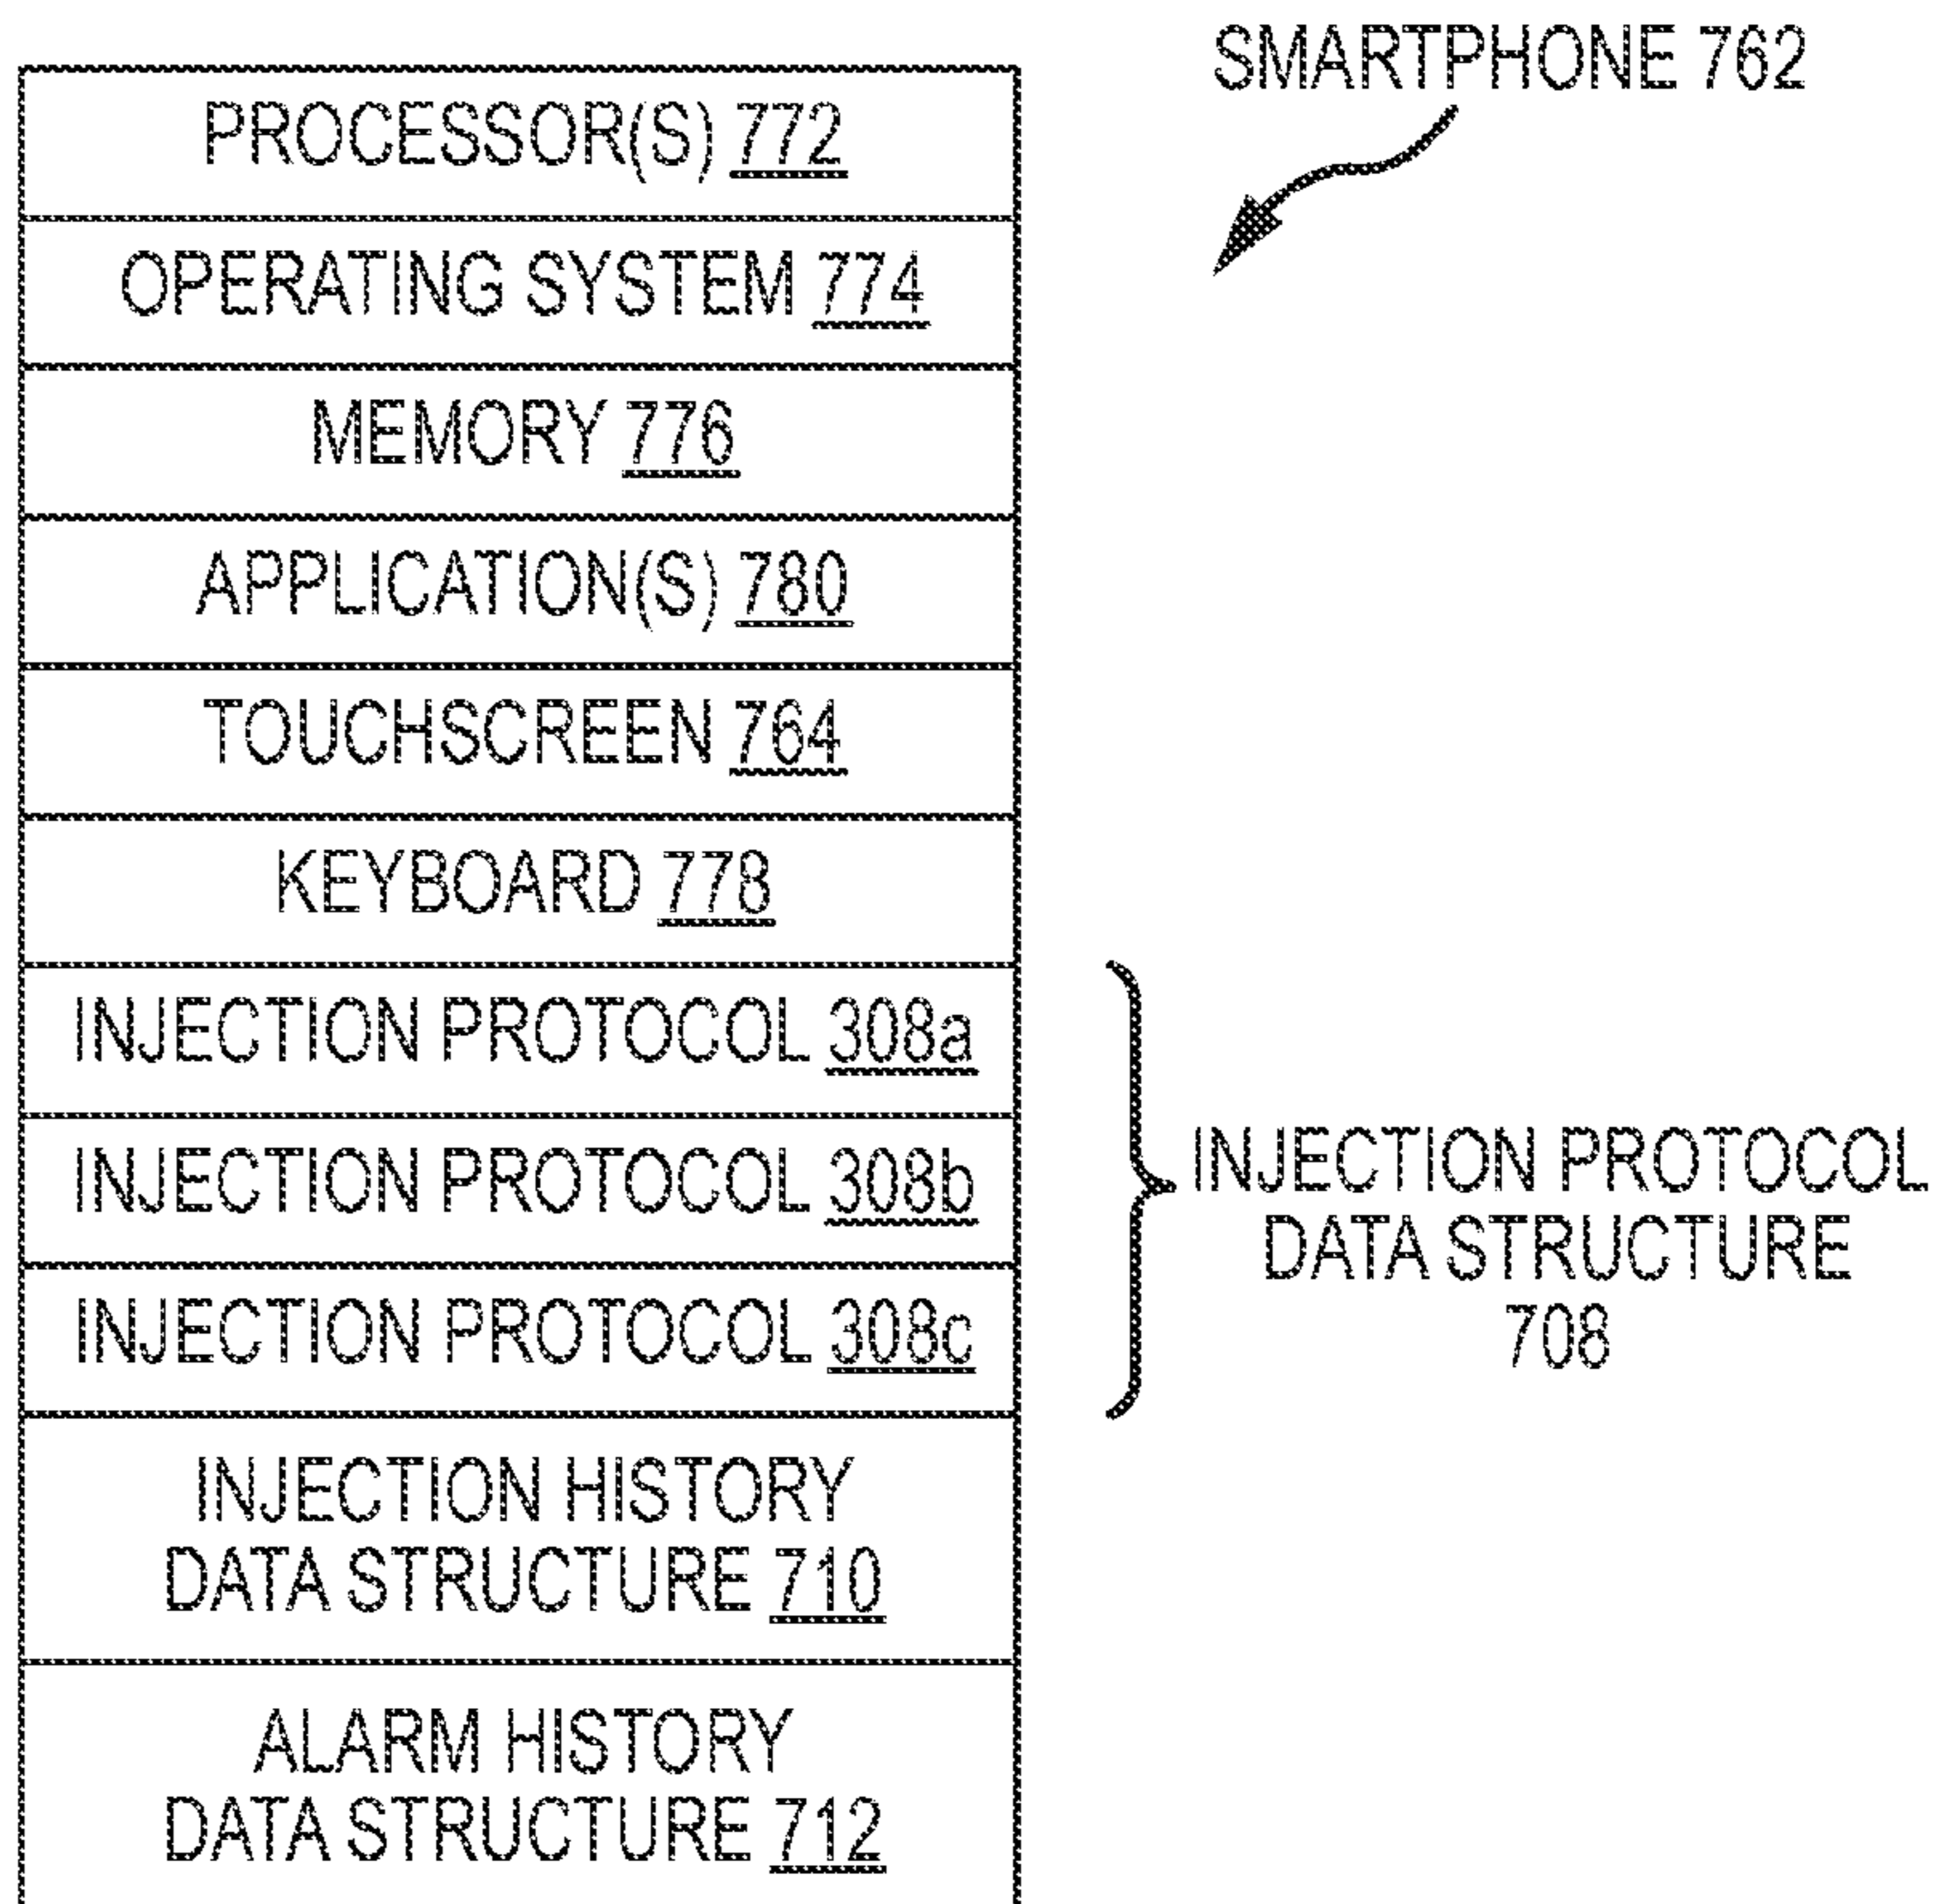 SMARTPHONE 762
PROCESSOR(S) 772
OPERATING SYSTEM 774
MEMORY 776
APPLICATION(S) 780
TOUCHSCREEN 764
KEYBOARD 778
INJECTION PROTOCOL 308a
INJECTION PROTOCOL 308b
INJECTION PROTOCOL 308c
INJECTION PROTOCOL
DATA STRUCTURE
708
INJECTION HISTORY
DATA STRUCTURE 710
ALARM HISTORY
DATA STRUCTURE 712